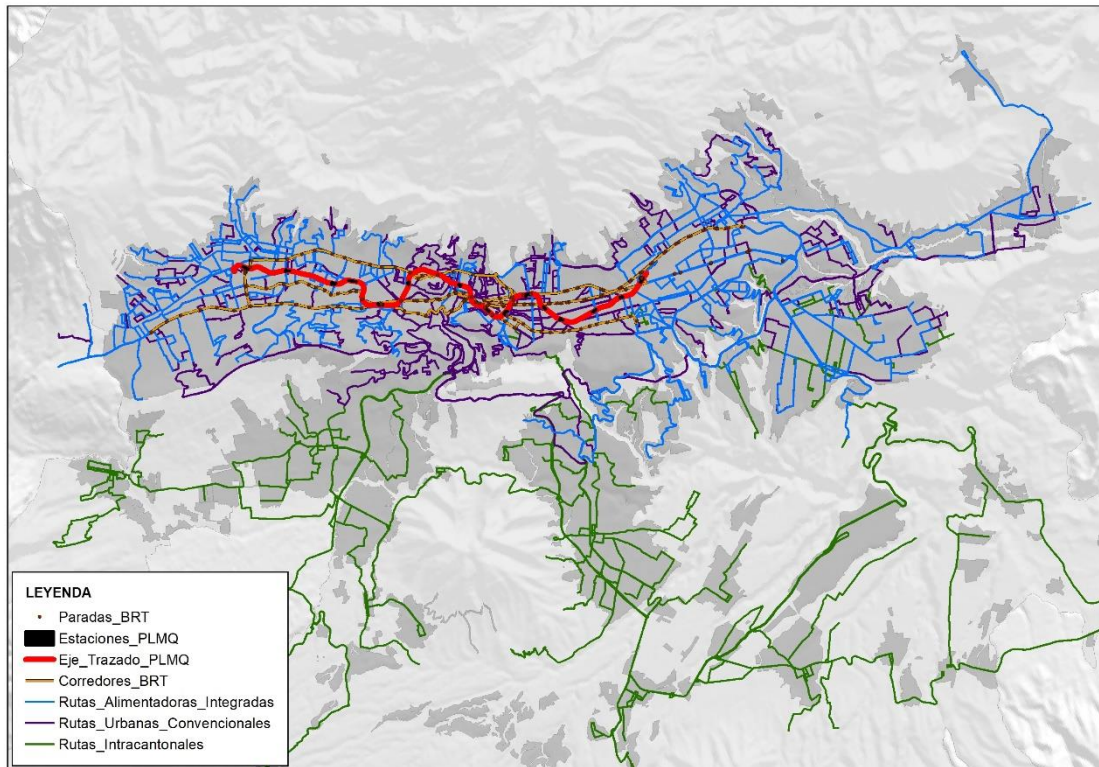 LEYENDA
Paradas_BRT
Estaciones_PLMQ
Eje_Trazado_PLMQ
Corredores_BRT
Rutas_Alimentadoras_Integradas
Rutas_Urbanas_Convencionales
Rutas_Intracantonales